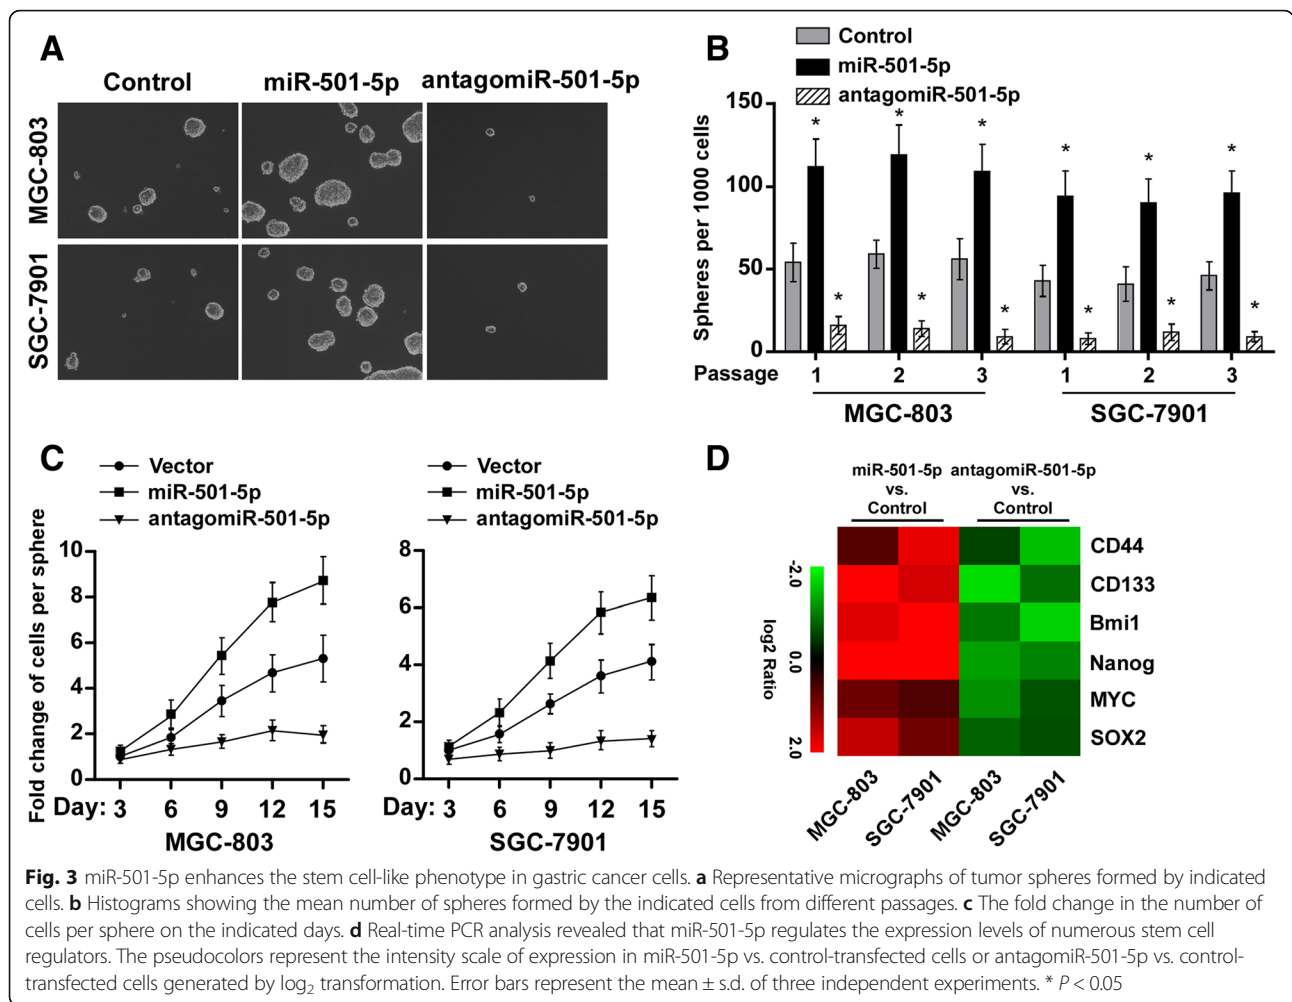 A
Control miR-501-5p antagomiR-501-5p
MGC-803
SGC-7901
B
Control
miR-501-5p
antagomiR-501-5p
Spheres per 1000 cells
150
100
50
0
* * * * * *
* * * * * *
Passage 1 2 3 1 2 3
MGC-803 SGC-7901
C
Vector
miR-501-5p
antagomiR-501-5p
Fold change of cells per sphere
10
8
6
4
2
0
Day: 3 6 9 12 15
MGC-803
Vector
miR-501-5p
antagomiR-501-5p
8
6
4
2
0
Day: 3 6 9 12 15
SGC-7901
D
miR-501-5p antagomiR-501-5p
vs. vs.
Control Control
-2.0
0.0
2.0
log2 Ratio
CD44
CD133
Bmi1
Nanog
MYC
SOX2
MGC-803 SGC-7901 MGC-803 SGC-7901
Fig. 3 miR-501-5p enhances the stem cell-like phenotype in gastric cancer cells. a Representative micrographs of tumor spheres formed by indicated
cells. b Histograms showing the mean number of spheres formed by the indicated cells from different passages. c The fold change in the number of
cells per sphere on the indicated days. d Real-time PCR analysis revealed that miR-501-5p regulates the expression levels of numerous stem cell
regulators. The pseudocolors represent the intensity scale of expression in miR-501-5p vs. control-transfected cells or antagomiR-501-5p vs. control-
transfected cells generated by log2 transformation. Error bars represent the mean ± s.d. of three independent experiments. * P < 0.05